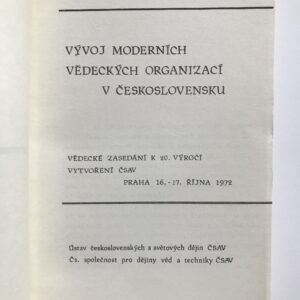 VÝVOJ MODERNÍCH
VĚDECKÝCH ORGANIZACÍ
V ČESKOSLOVENSKU
VĚDECKÉ ZASEDÁNÍ K 20. VÝROČÍ
VYTVOŘENÍ ČSAV
PRAHA 16.-17. ŘÍJNA 1972
Ústav československých a světových dějin ČSAV
Čs. společnost pro dějiny věd a techniky ČSAV